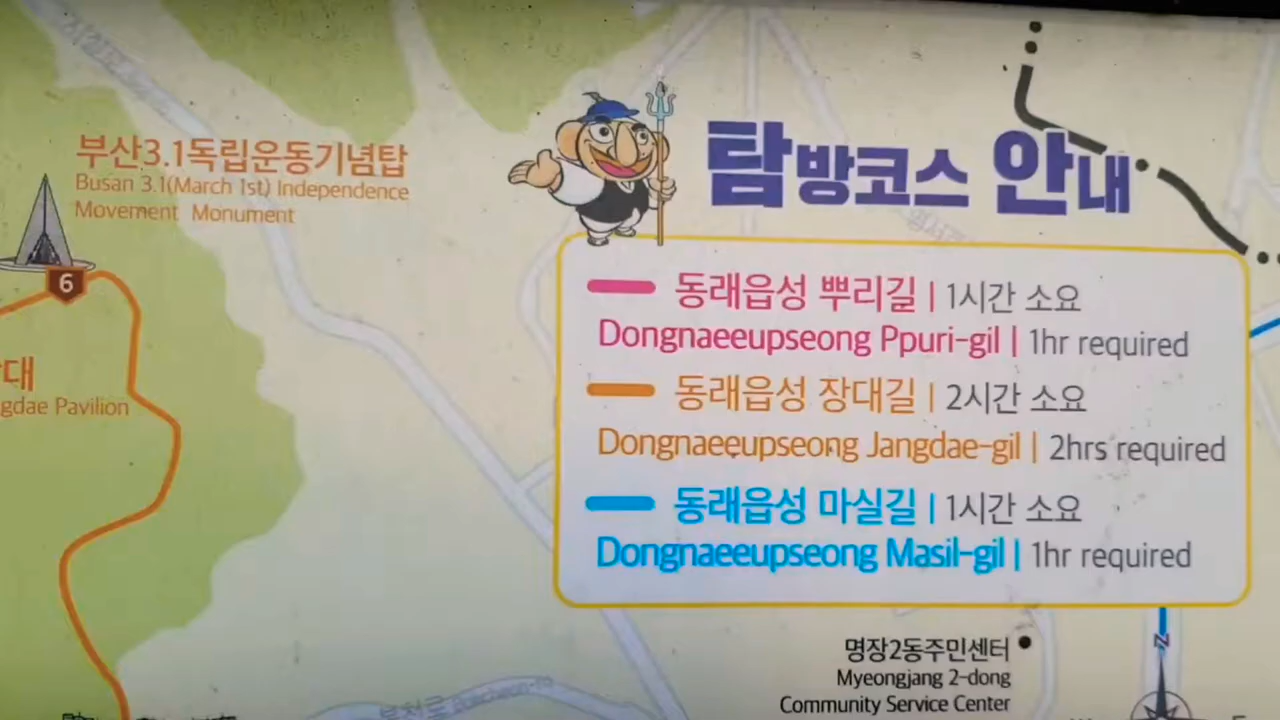 부산3.1독립운동기념탑
Busan 3.1(March 1st) Independence
Movement Monument
6
대
gdae Pavilion
탐방코스 안내
동래읍성 뿌리길 | 1시간 소요
Dongnaeeupseong Ppuri-gil | 1hr required
동래읍성 장대길 | 2시간 소요
Dongnaeeupseong Jangdae-gil | 2hrs required
동래읍성 마실길 | 1시간 소요
Dongnaeeupseong Masil-gil | 1hr required
명장2동주민센터
Myeongjang 2-dong
Community Service Center
N